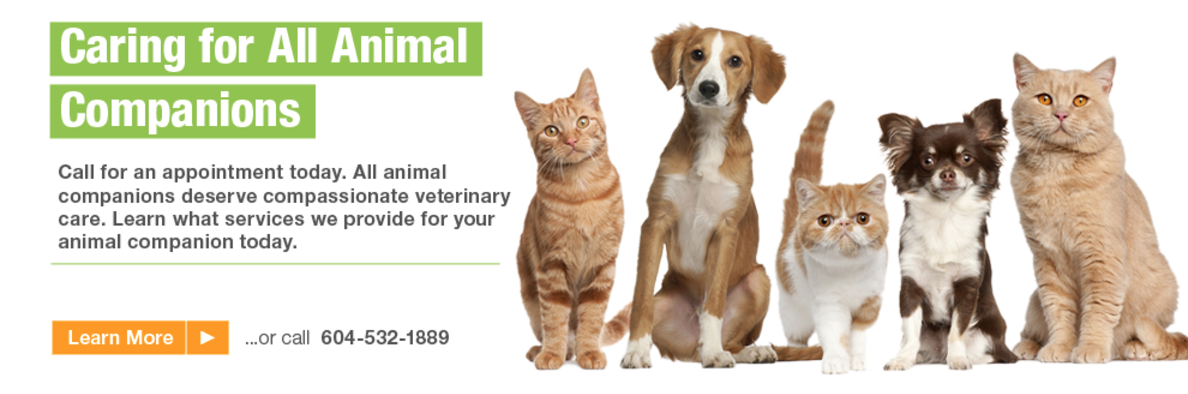 Caring for All Animal
Companions
Call for an appointment today. All animal
companions deserve compassionate veterinary
care. Learn what services we provide for your
animal companion today.
Learn More
...or call 604-532-1889